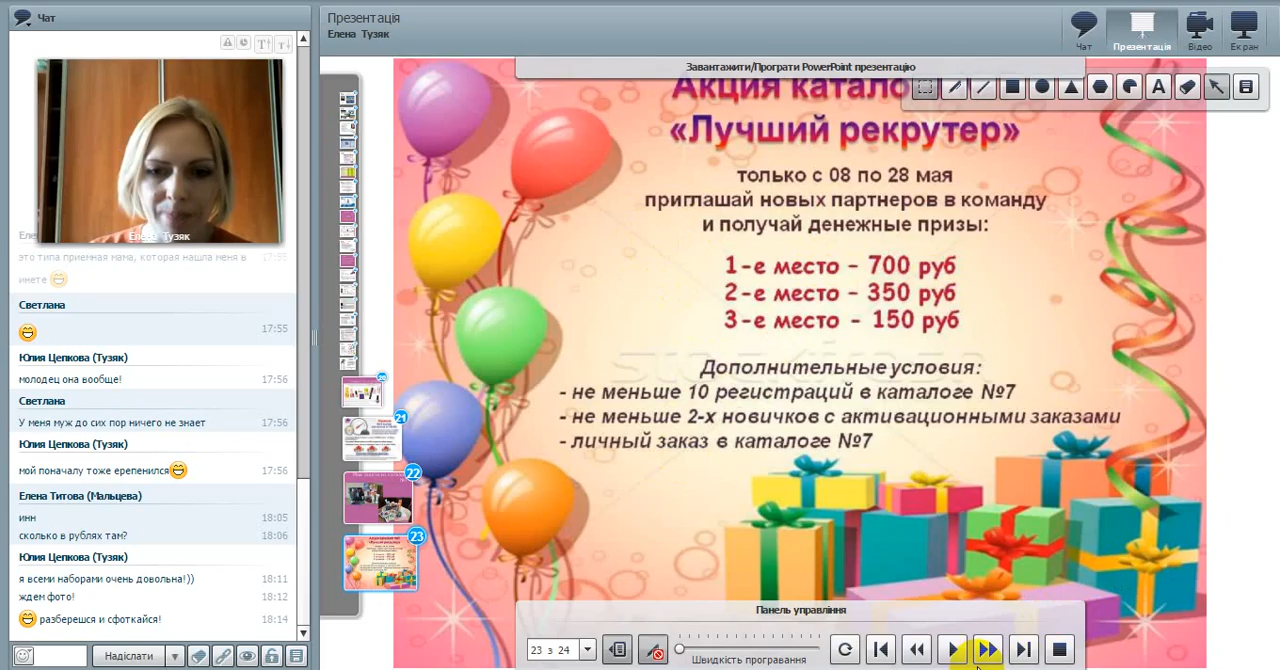 Чат
Презентація
Елена Тузяк
Чат
Презентація
Відео
Екран
Завантажити/Програти PowerPoint презентацію
T
T
A
Елена Тузяк
это типа приемная мама, которая нашла меня в
17:55
инете
Светлана
17:55
Юлия Цепкова (Тузяк)
молодец она вообще!
17:56
Светлана
У меня муж до сих пор ничего не знает
17:56
Юлия Цепкова (Тузяк)
мой поначалу тоже ерепенился
17:56
Елена Титова (Мальцева)
инн
18:05
сколько в рублях там?
18:06
Юлия Цепкова (Тузяк)
я всеми наборами очень довольна!))
18:11
ждем фото!
18:12
разберешься и сфоткайся!
18:14
Надіслати
20
21
22
23
«Лучший рекрутер»
только с 08 по 28 мая
приглашай новых партнеров в команду
и получай денежные призы:
1-е место - 700 руб
2-е место - 350 руб
3-е место - 150 руб
Дополнительные условия:
- не меньше 10 регистраций в каталоге №7
- не меньше 2-х новичков с активационными заказами
- личный заказ в каталоге №7
Панель управління
23 з 24
Швидкість програвання